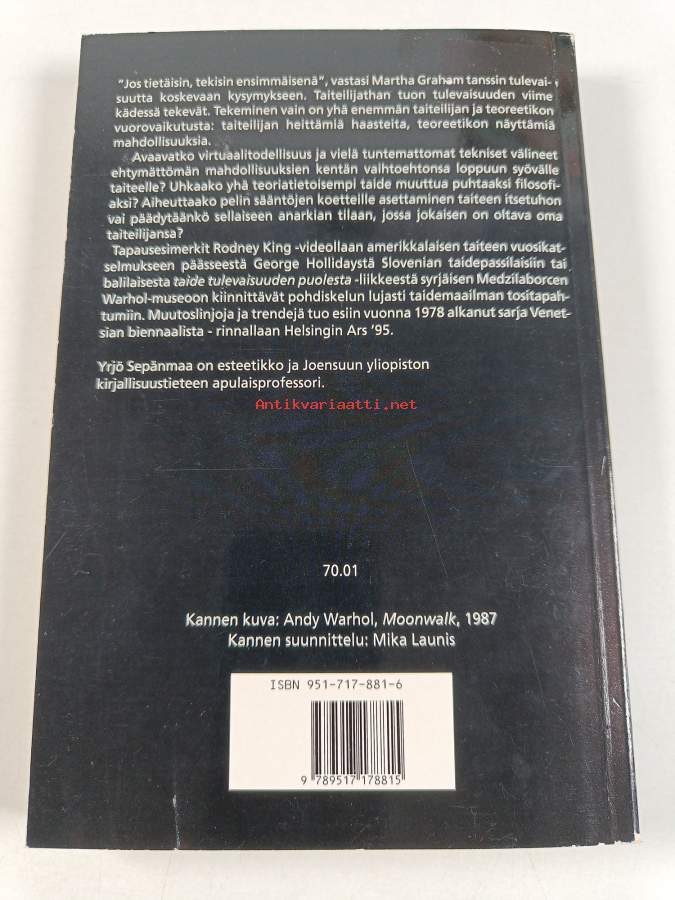 "Jos tietäisin, tekisin ensimmäisenä", vastasi Martha Graham tanssin tulevai-
suutta koskevaan kysymykseen. Taiteilijathan tuon tulevaisuuden viime
kädessä tekevät. Tekeminen vain on yhä enemmän taiteilijan ja teoreetikon
vuorovaikutusta: taiteilijan heittämiä haasteita, teoreetikon näyttämiä
mahdollisuuksia.
Avaavatko virtuaalitodellisuus ja vielä tuntemattomat tekniset välineet
ehtymättömän mahdollisuuksien kentän vaihtoehtonsa loppuun syövälle
taiteelle? Uhkaako yhä teoriatietoisempi taide muuttua puhtaaksi filosofi-
aksi? Aiheuttaako pelin sääntöjen koetteille asettaminen taiteen itsetuhon
vai päädytäänkö sellaiseen anarkian tilaan, jossa jokaisen on oltava oma
taiteilijansa?
Tapausesimerkit Rodney King -videollaan amerikkalaisen taiteen vuosikat-
selmukseen päässeestä George Hollidaystä Slovenian taidepassilaisiin tai
balilaisesta taide tulevaisuuden puolesta -liikkeestä syrjäisen Medzilaborcen
Warhol-museoon kiinnittävät pohdiskelun lujasti taidemaailman tositapah-
tumiin. Muutoslinjoja ja trendejä tuo esiin vuonna 1978 alkanut sarja Venet-
sian biennaalista - rinnallaan Helsingin Ars '95.
Yrjö Sepänmaa on esteetikko ja Joensuun yliopiston
kirjallisuustieteen apulaisprofessori.
Antikvariaatti.net
70.01
Kannen kuva: Andy Warhol, Moonwalk, 1987
Kannen suunnittelu: Mika Launis
ISBN 951-717-881-6
9 789517 178815